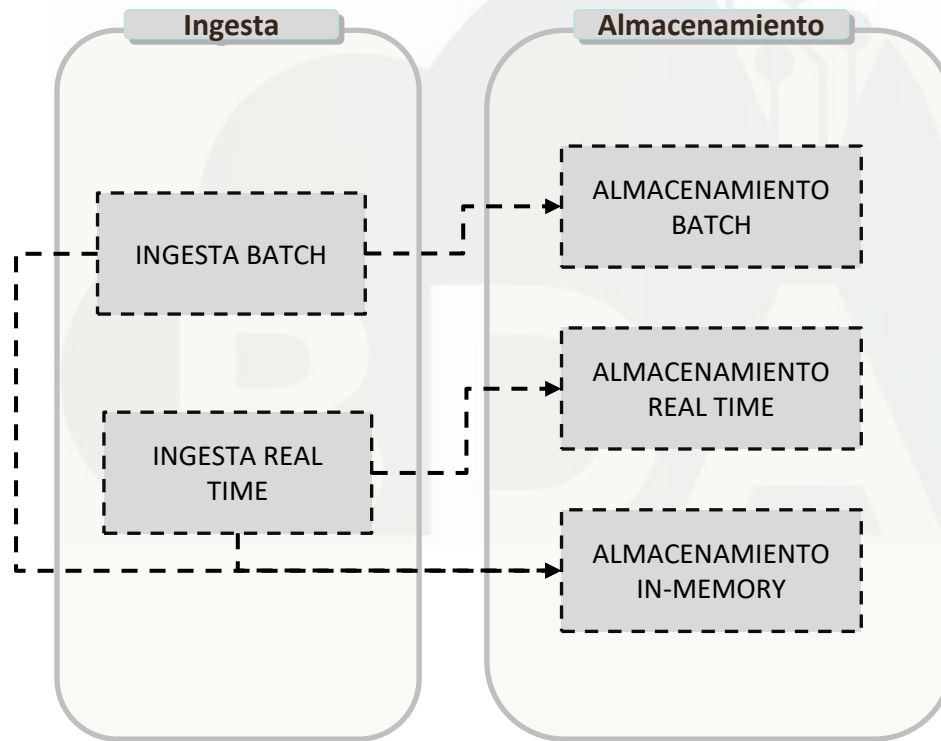 Ingesta
Almacenamiento
INGESTA BATCH
INGESTA REAL
TIME
ALMACENAMIENTO
BATCH
ALMACENAMIENTO
REAL TIME
ALMACENAMIENTO
IN-MEMORY